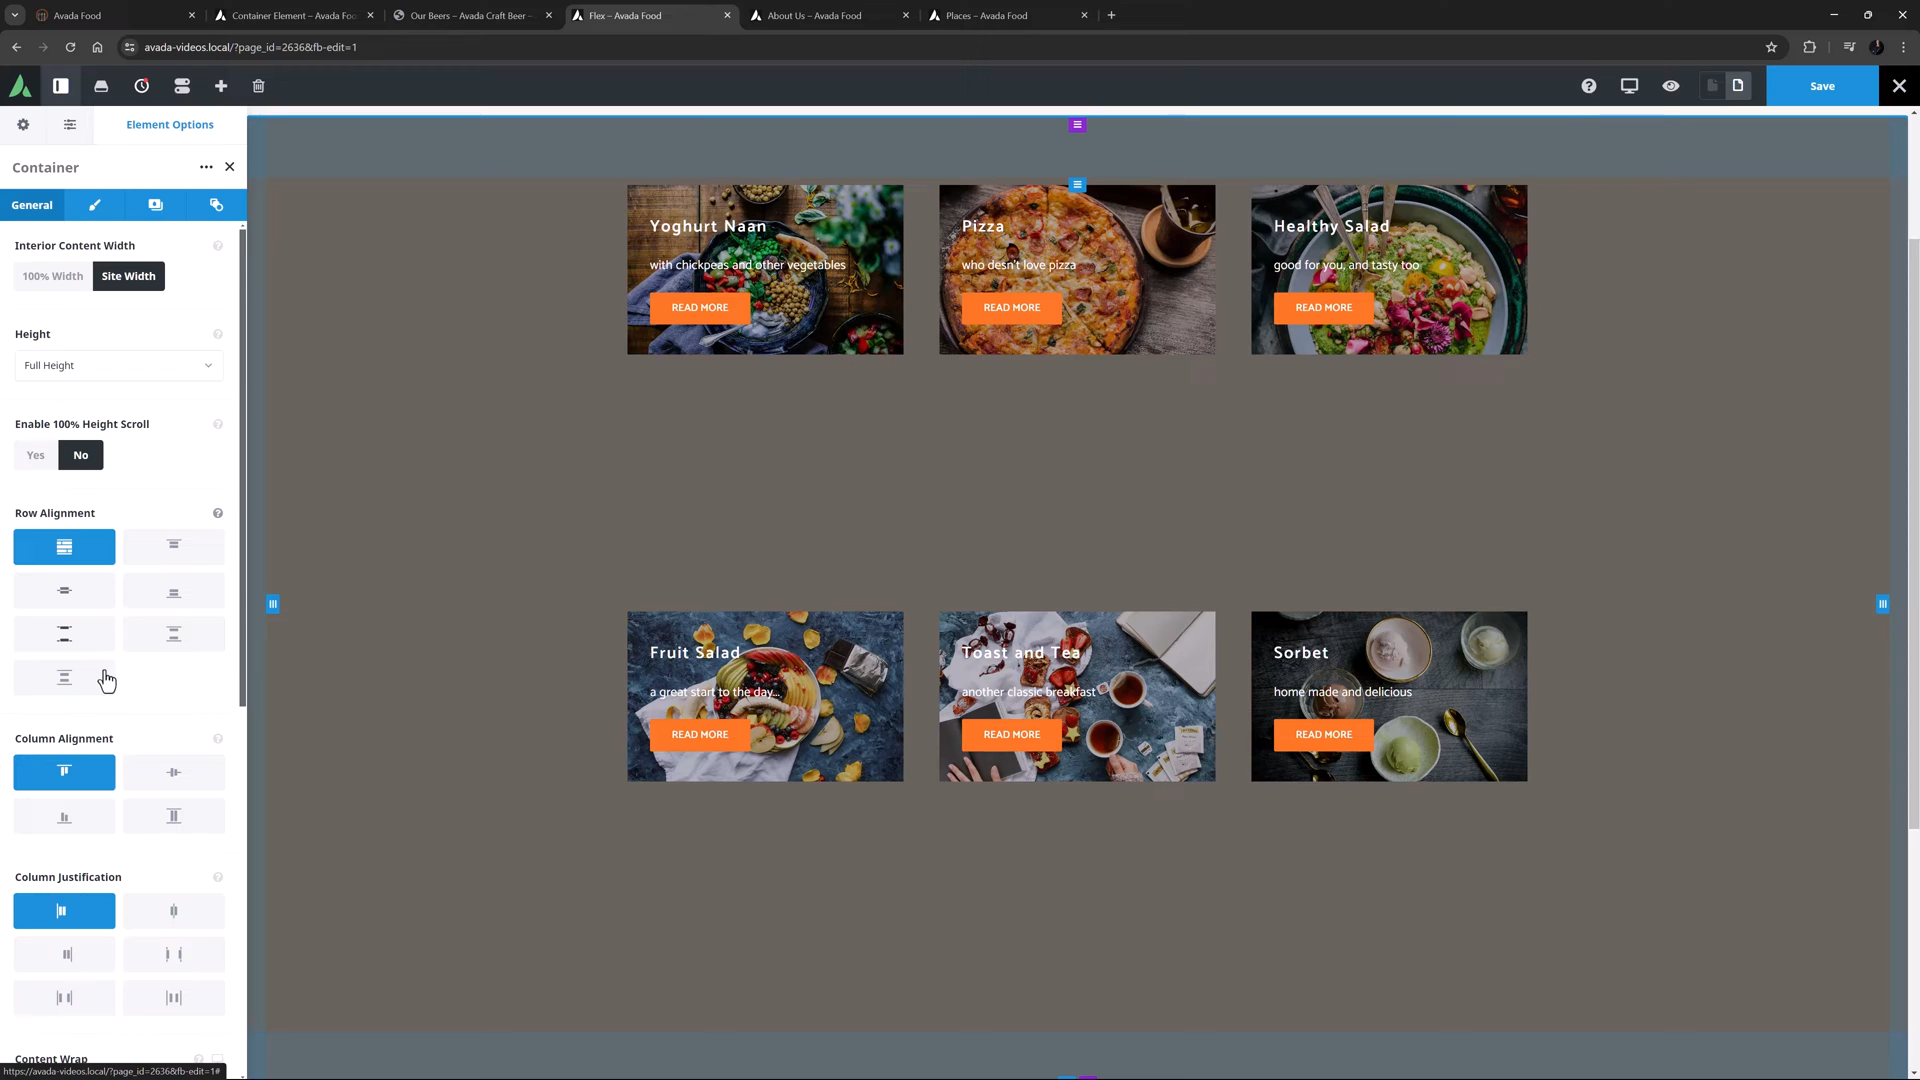 Avada Food
Container Element – Avada Foo
Our Beers – Avada Craft Beer –
Flex – Avada Food
About Us – Avada Food
Places – Avada Food
avada-videos.local/?page_id=2636&fb-edit=1
Save
Element Options
Container
General
Interior Content Width
100% Width
Site Width
Height
Full Height
Enable 100% Height Scroll
Yes
No
Row Alignment
Column Alignment
Column Justification
Content Wrap
https://avada-videos.local/?page_id=2636&fb-edit=1#
Yoghurt Naan
with chickpeas and other vegetables
READ MORE
Pizza
who desn't love pizza
READ MORE
Healthy Salad
good for you, and tasty too
READ MORE
Fruit Salad
a great start to the day...
READ MORE
Toast and Tea
another classic breakfast
READ MORE
Sorbet
home made and delicious
READ MORE